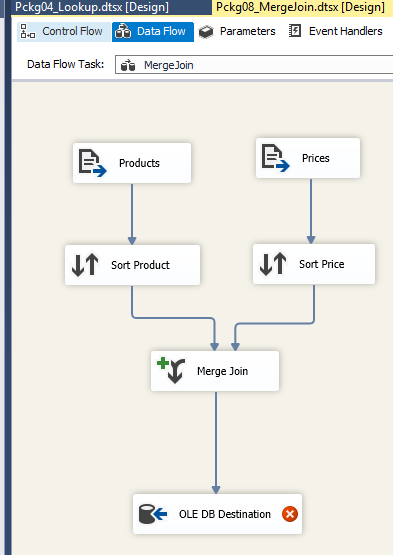 Pckg04_Lookup.dtsx [Design] Pckg08_MergeJoin.dtsx [Design]
Control Flow Data Flow Parameters Event Handlers
Data Flow Task: MergeJoin
Products Prices
Sort Product Sort Price
Merge Join
OLE DB Destination